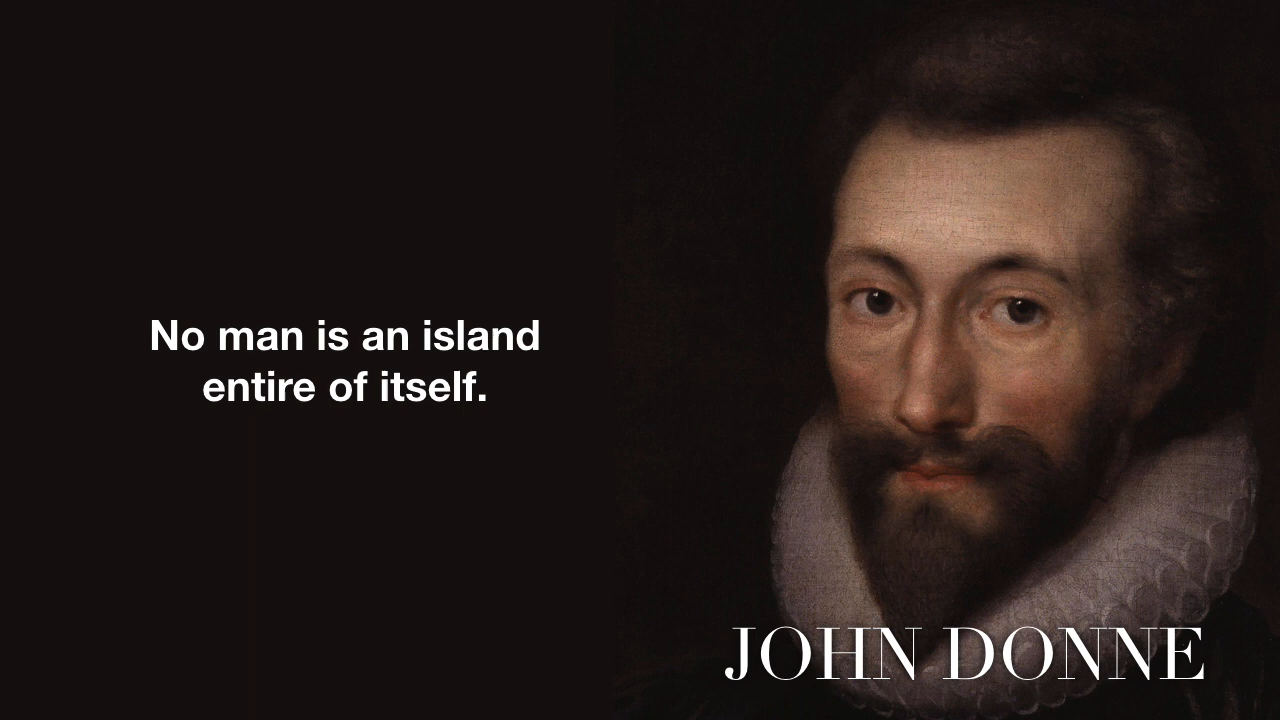 No man is an island
entire of itself.
JOHN DONNE